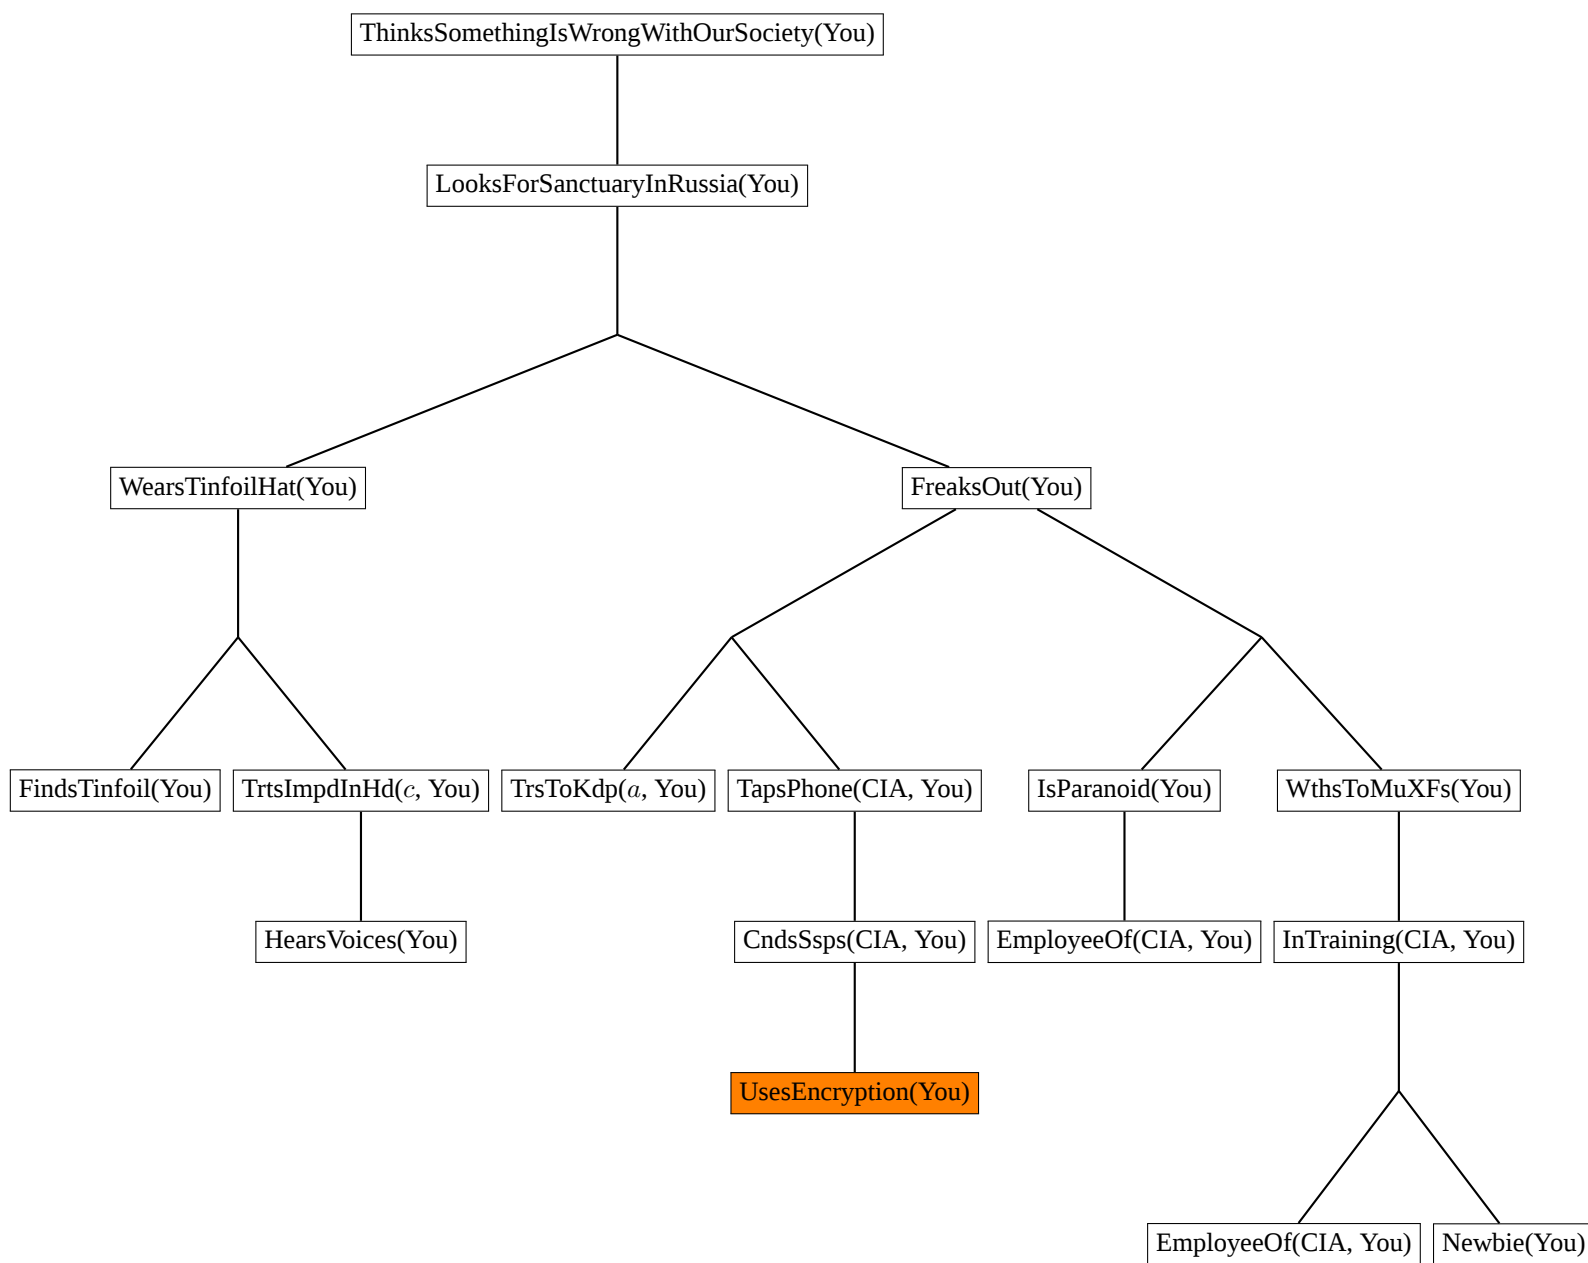 ThinksSomethingIsWrongWithOurSociety(You)
LooksForSanctuaryInRussia(You)
WearsTinfoilHat(You)
FreaksOut(You)
FindsTinfoil(You)
TrtsImpdInHd(c, You)
TrsToKdp(a, You)
TapsPhone(CIA, You)
IsParanoid(You)
WthsToMuXFs(You)
HearsVoices(You)
CndsSsps(CIA, You)
EmployeeOf(CIA, You)
InTraining(CIA, You)
UsesEncryption(You)
EmployeeOf(CIA, You)
Newbie(You)